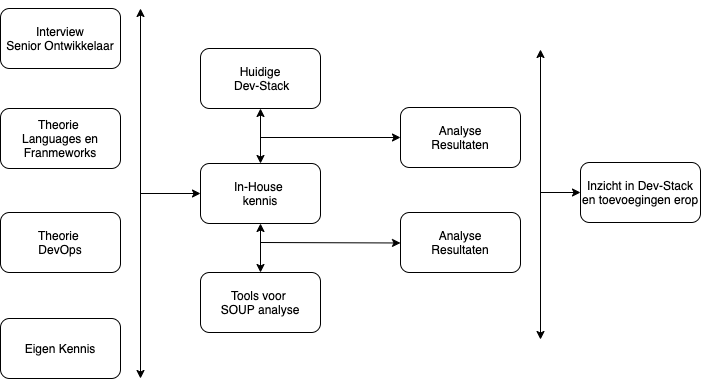 Interview
Senior Ontwikkelaar
Theorie
Languages en
Franmeworks
Theorie
DevOps
Eigen Kennis
Huidige
Dev-Stack
In-House
kennis
Tools voor
SOUP analyse
Analyse
Resultaten
Analyse
Resultaten
Inzicht in Dev-Stack
en toevoegingen erop